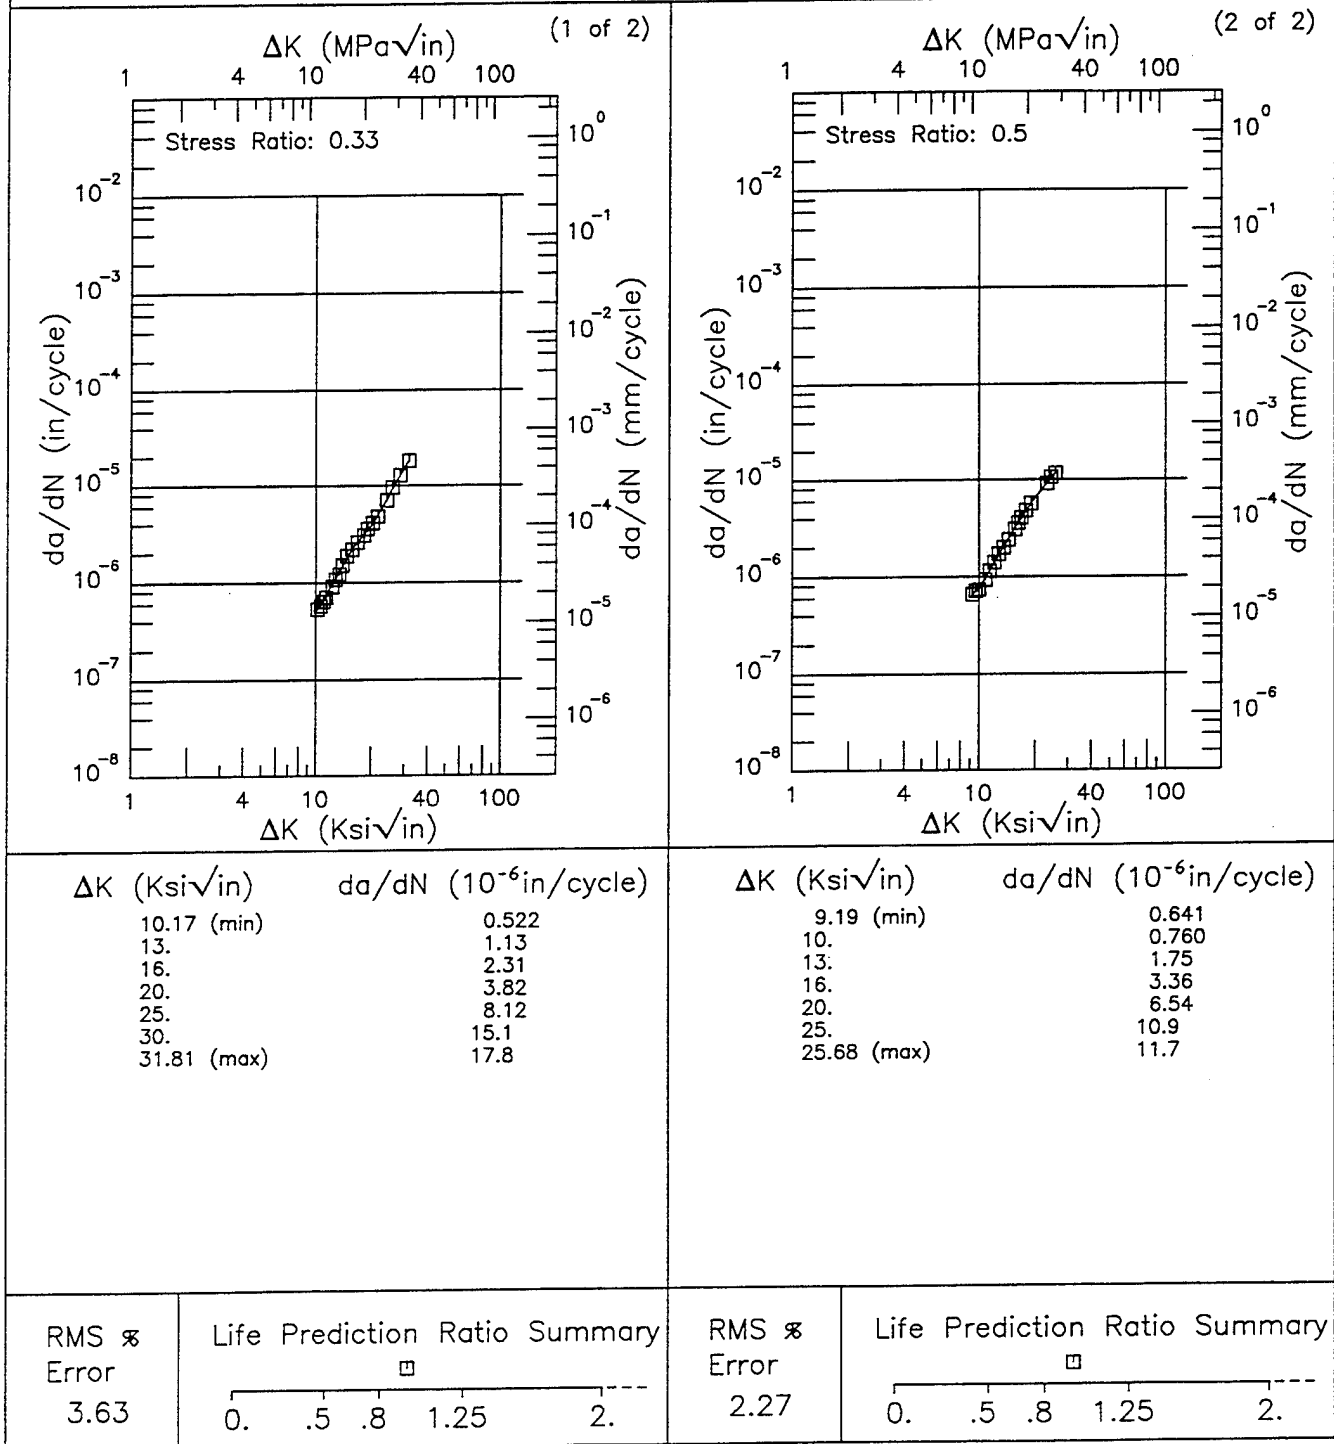 (1 of 2)
ΔK (MPa√in)
1 4 10 40 100
Stress Ratio: 0.33
10⁰
10⁻²
10⁻¹
10⁻³
10⁻²
10⁻⁴
10⁻³
10⁻⁵
10⁻⁴
10⁻⁶
10⁻⁵
10⁻⁷
10⁻⁶
10⁻⁸
da/dN (in/cycle)
da/dN (mm/cycle)
1 4 10 40 100
ΔK (Ksi√in)
ΔK (Ksi√in) da/dN (10⁻⁶in/cycle)
10.17 (min) 0.522
13. 1.13
16. 2.31
20. 3.82
25. 8.12
30. 15.1
31.81 (max) 17.8
RMS %
Error
3.63
Life Prediction Ratio Summary
0. .5 .8 1.25 2.
(2 of 2)
ΔK (MPa√in)
1 4 10 40 100
Stress Ratio: 0.5
10⁰
10⁻²
10⁻¹
10⁻³
10⁻²
10⁻⁴
10⁻³
10⁻⁵
10⁻⁴
10⁻⁶
10⁻⁵
10⁻⁷
10⁻⁶
10⁻⁸
da/dN (in/cycle)
da/dN (mm/cycle)
1 4 10 40 100
ΔK (Ksi√in)
ΔK (Ksi√in) da/dN (10⁻⁶in/cycle)
9.19 (min) 0.641
10. 0.760
13. 1.75
16. 3.36
20. 6.54
25. 10.9
25.68 (max) 11.7
RMS %
Error
2.27
Life Prediction Ratio Summary
0. .5 .8 1.25 2.